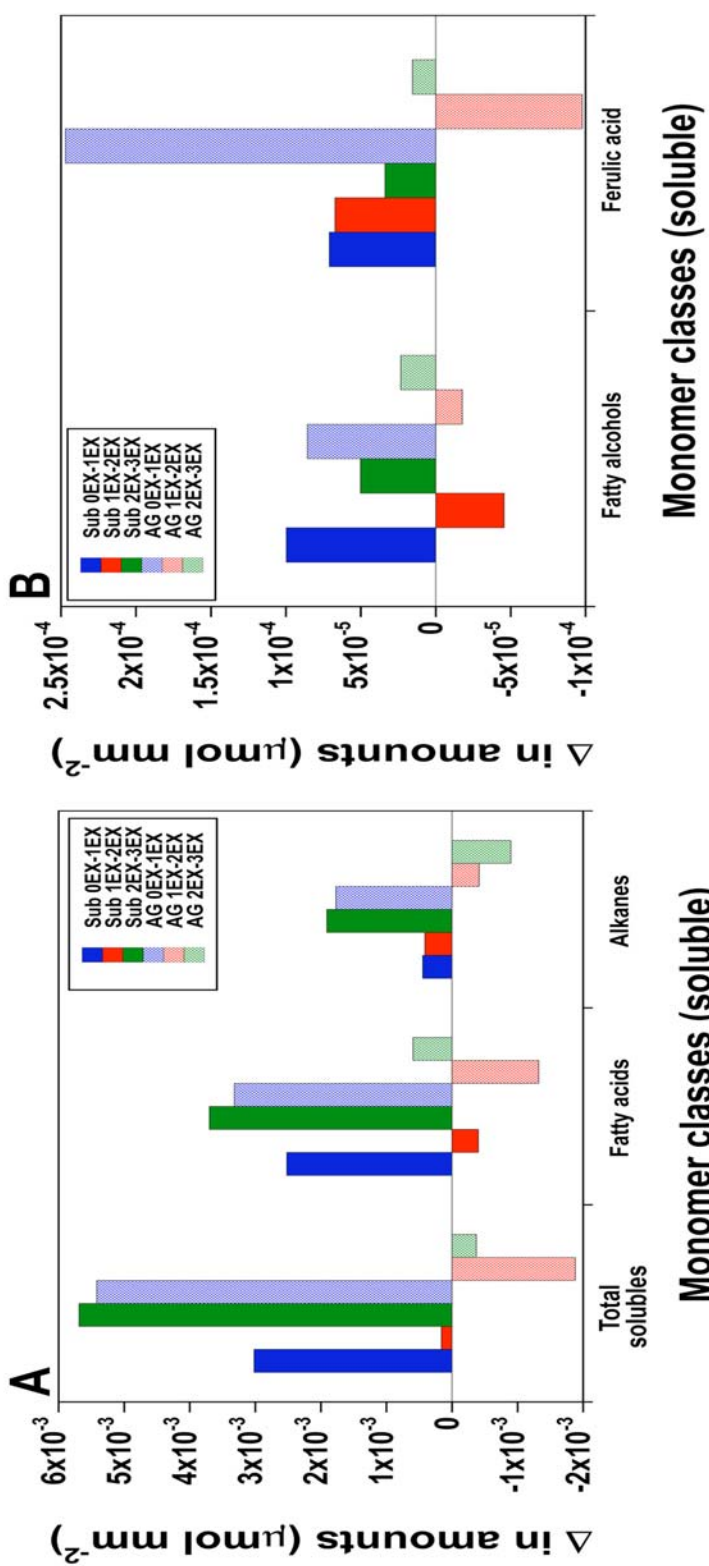 A
Δ in amounts (μmol mm⁻²)
6x10⁻³
5x10⁻³
4x10⁻³
3x10⁻³
2x10⁻³
1x10⁻³
0
-1x10⁻³
-2x10⁻³
Sub 0EX-1EX
Sub 1EX-2EX
Sub 2EX-3EX
AG 0EX-1EX
AG 1EX-2EX
AG 2EX-3EX
Total
solubles
Fatty acids
Alkanes
Monomer classes (soluble)
B
Δ in amounts (μmol mm⁻²)
2.5x10⁻⁴
2x10⁻⁴
1.5x10⁻⁴
1x10⁻⁴
5x10⁻⁵
0
-5x10⁻⁵
-1x10⁻⁴
Sub 0EX-1EX
Sub 1EX-2EX
Sub 2EX-3EX
AG 0EX-1EX
AG 1EX-2EX
AG 2EX-3EX
Fatty alcohols
Ferulic acid
Monomer classes (soluble)